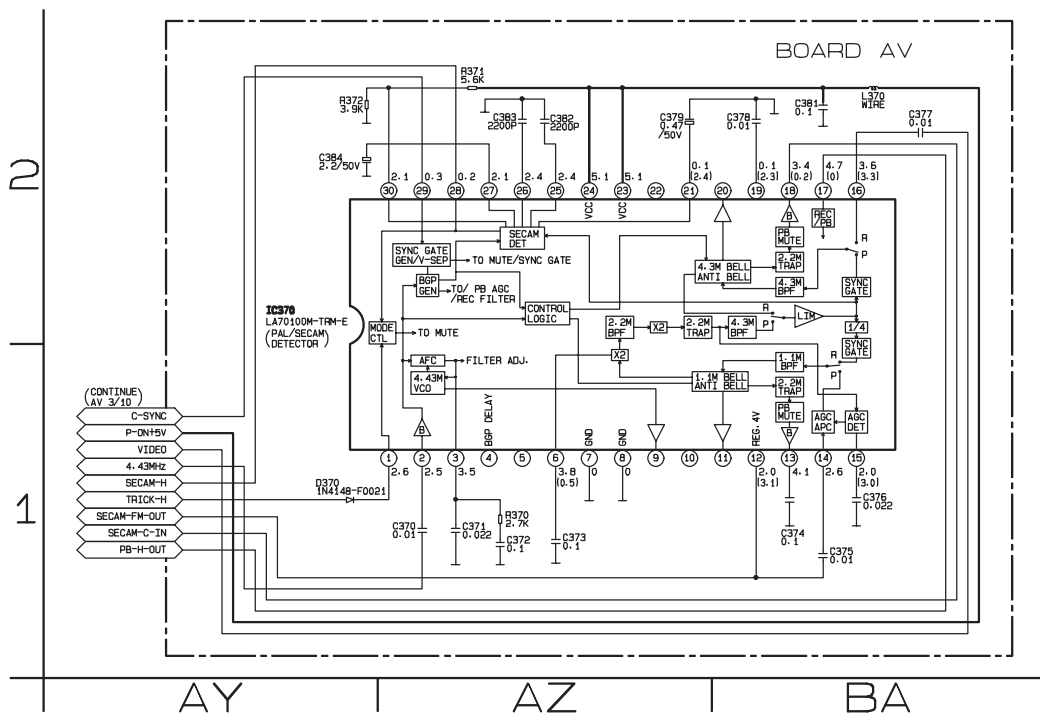 BOARD AV
2
1
R371
5.6K
R372
3.9K
C384
2.2/50V
C383
2200P
C382
2200P
C379
0.47
/50V
C378
0.01
C381
0.1
L370
WIRE
C377
0.01
2.1
0.3
0.2
2.1
2.4
2.4
5.1
5.1
0.1
(2.4)
0.1
(2.3)
3.4
(0.2)
4.7
(0)
3.6
(3.3)
30
29
28
27
26
25
24
23
22
21
20
19
18
17
16
VCC
VCC
B
REC
/PB
PB
MUTE
R
P
SECAM
DET
SYNC GATE
GEN/V-SEP
TO MUTE/SYNC GATE
2.2M
TRAP
4.3M BELL
ANTI BELL
4.3M
BPF
SYNC
GATE
BGP
GEN
TO/ PB AGC
/REC FILTER
IC370
LA70100M-TRM-E
(PAL/SECAM)
(DETECTOR)
CONTROL
LOGIC
R
P
LIM
MODE
CTL
TO MUTE
2.2M
BPF
X2
2.2M
TRAP
4.3M
BPF
1/4
SYNC
GATE
X2
AFC
FILTER ADJ.
1.1M
BPF
R
P
4.43M
VCO
1.1M BELL
ANTI BELL
2.2M
TRAP
PB
MUTE
AGC
APC
AGC
DET
B
BGP DELAY
GND
GND
REG.4V
B
1
2
3
4
5
6
7
8
9
10
11
12
13
14
15
2.6
2.5
3.5
3.8
(0.5)
0
0
2.0
(3.1)
4.1
2.6
2.0
(3.0)
(CONTINUE)
(AV 3/10)
C-SYNC
P-ON+5V
VIDEO
4.43MHz
SECAM-H
TRICK-H
SECAM-FM-OUT
SECAM-C-IN
PB-H-OUT
D370
1N4148-F0021
C370
0.01
C371
0.022
R370
2.7K
C372
0.1
C373
0.1
C374
0.1
C375
0.01
C376
0.022
AY
AZ
BA